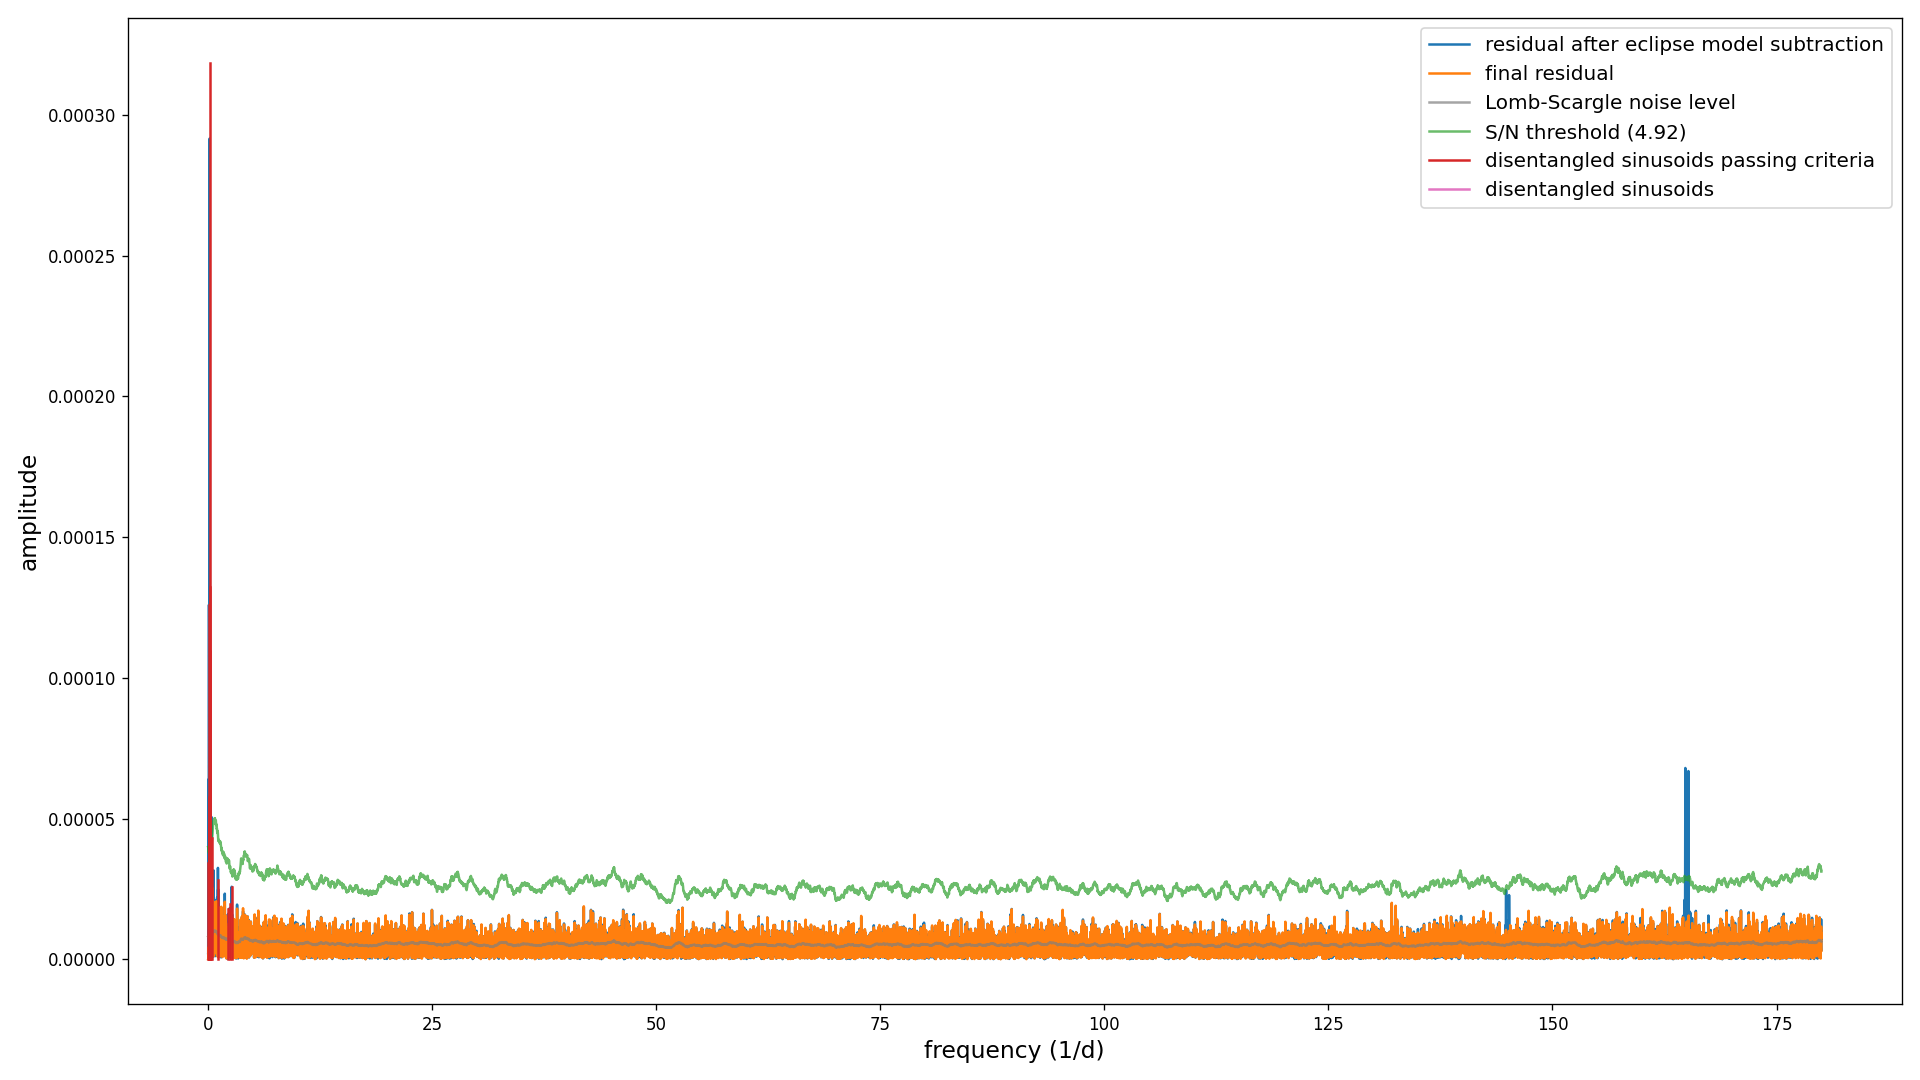 residual after eclipse model subtraction
final residual
Lomb-Scargle noise level
S/N threshold (4.92)
disentangled sinusoids passing criteria
disentangled sinusoids
amplitude
0.00030
0.00025
0.00020
0.00015
0.00010
0.00005
0.00000
0 25 50 75 100 125 150 175
frequency (1/d)